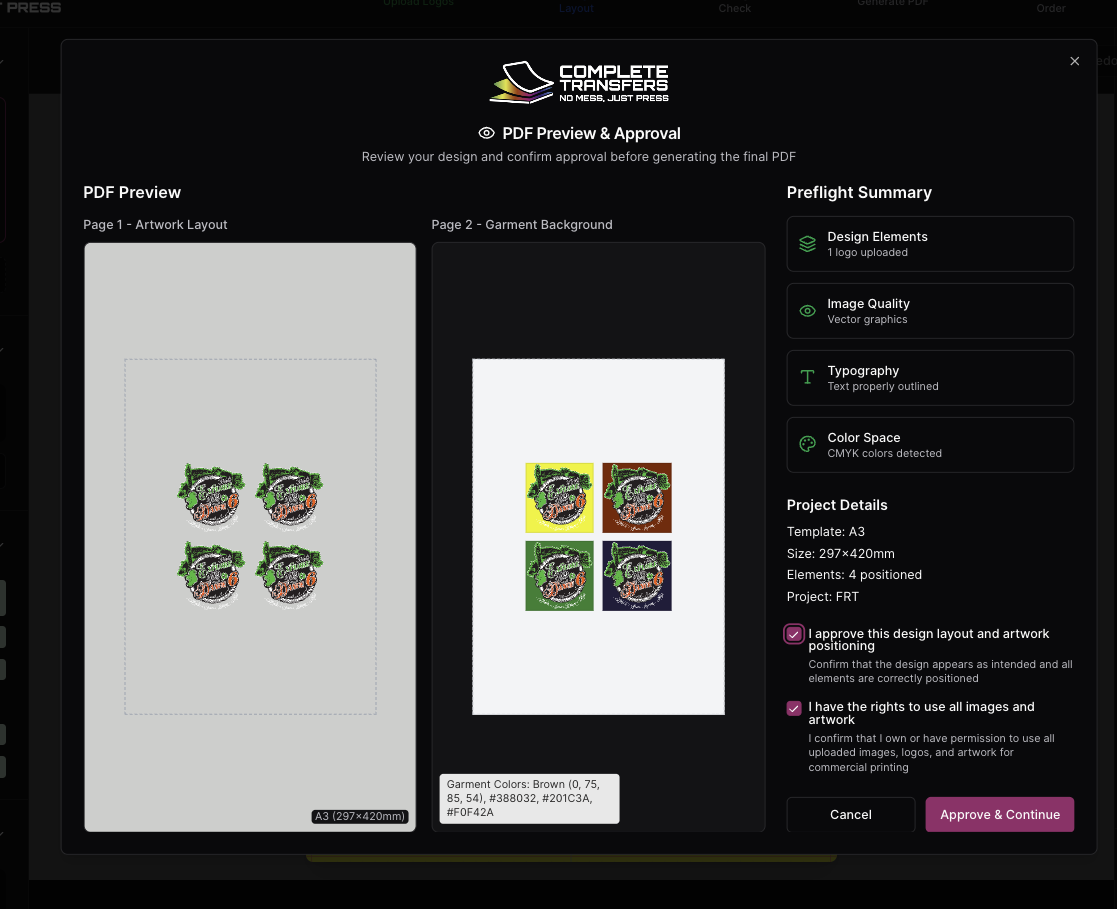 PRESS
Upload Logos
Layout
Check
Generate PDF
Order
COMPLETE
TRANSFERS
NO MESS, JUST PRESS
PDF Preview & Approval
Review your design and confirm approval before generating the final PDF
PDF Preview
Page 1 - Artwork Layout
A3 (297×420mm)
Page 2 - Garment Background
Garment Colors: Brown (0, 75,
85, 54), #388032, #201C3A,
#F0F42A
Preflight Summary
Design Elements
1 logo uploaded
Image Quality
Vector graphics
Typography
Text properly outlined
Color Space
CMYK colors detected
Project Details
Template: A3
Size: 297×420mm
Elements: 4 positioned
Project: FRT
I approve this design layout and artwork
positioning
Confirm that the design appears as intended and all
elements are correctly positioned
I have the rights to use all images and
artwork
I confirm that I own or have permission to use all
uploaded images, logos, and artwork for
commercial printing
Cancel
Approve & Continue